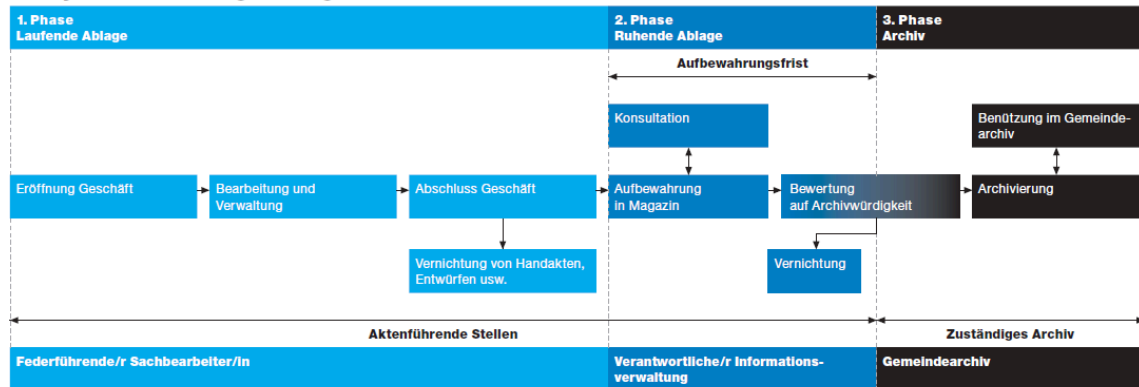 1. Phase
Laufende Ablage
2. Phase
Ruhende Ablage
3. Phase
Archiv
Aufbewahrungsfrist
Konsultation
Benützung im Gemeinde-
archiv
Eröffnung Geschäft
Bearbeitung und
Verwaltung
Abschluss Geschäft
Aufbewahrung
in Magazin
Bewertung
auf Archivwürdigkeit
Archivierung
Vernichtung von Handakten,
Entwürfen usw.
Vernichtung
Aktenführende Stellen
Zuständiges Archiv
Federführende/r Sachbearbeiter/in
Verantwortliche/r Informations-
verwaltung
Gemeindearchiv